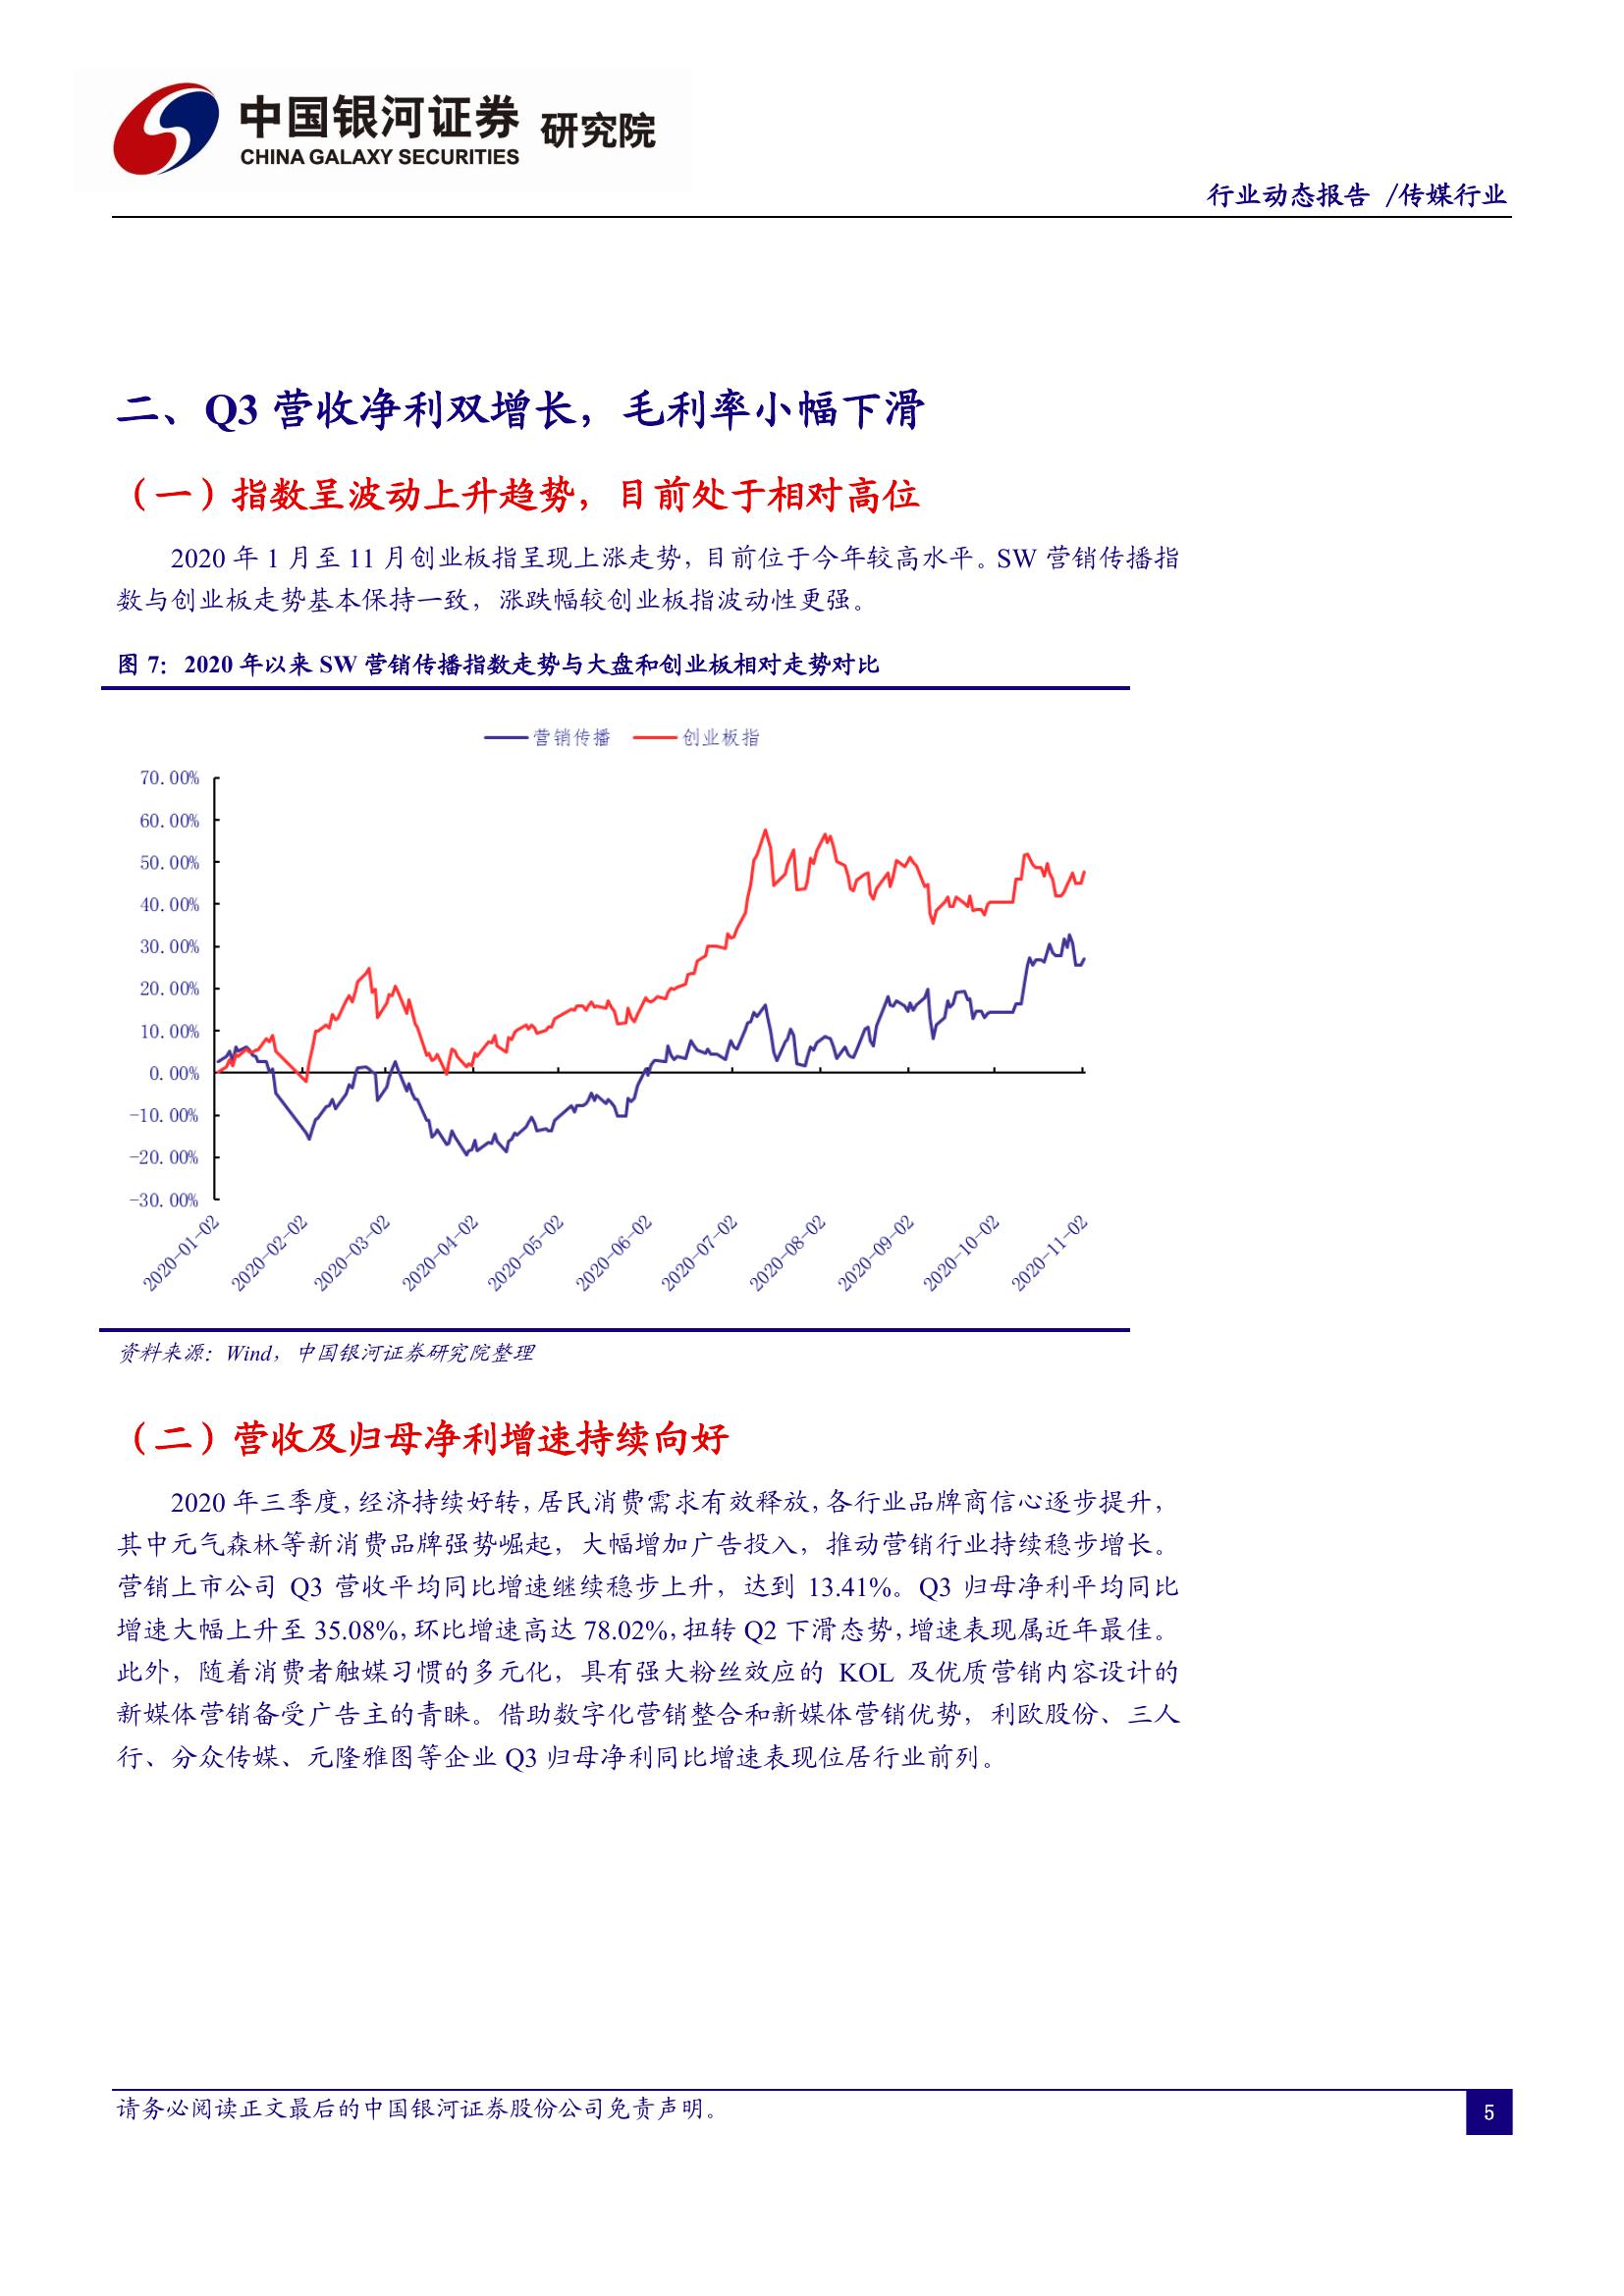 中国银河证券 研究院
CHINA GALAXY SECURITIES
行业动态报告 /传媒行业
二、Q3 营收净利双增长，毛利率小幅下滑
（一）指数呈波动上升趋势，目前处于相对高位
2020 年 1 月至 11 月创业板指呈现上涨走势，目前位于今年较高水平。SW 营销传播指
数与创业板走势基本保持一致，涨跌幅较创业板指波动性更强。
图 7：2020 年以来 SW 营销传播指数走势与大盘和创业板相对走势对比
营销传播 创业板指
70.00%
60.00%
50.00%
40.00%
30.00%
20.00%
10.00%
0.00%
-10.00%
-20.00%
-30.00%
2020-01-02 2020-02-02 2020-03-02 2020-04-02 2020-05-02 2020-06-02 2020-07-02 2020-08-02 2020-09-02 2020-10-02 2020-11-02
资料来源：Wind，中国银河证券研究院整理
（二）营收及归母净利增速持续向好
2020 年三季度，经济持续好转，居民消费需求有效释放，各行业品牌商信心逐步提升，
其中元气森林等新消费品牌强势崛起，大幅增加广告投入，推动营销行业持续稳步增长。
营销上市公司 Q3 营收平均同比增速继续稳步上升，达到 13.41%。Q3 归母净利平均同比
增速大幅上升至 35.08%，环比增速高达 78.02%，扭转 Q2 下滑态势，增速表现属近年最佳。
此外，随着消费者触媒习惯的多元化，具有强大粉丝效应的 KOL 及优质营销内容设计的
新媒体营销备受广告主的青睐。借助数字化营销整合和新媒体营销优势，利欧股份、三人
行、分众传媒、元隆雅图等企业 Q3 归母净利同比增速表现位居行业前列。
请务必阅读正文最后的中国银河证券股份公司免责声明。
5